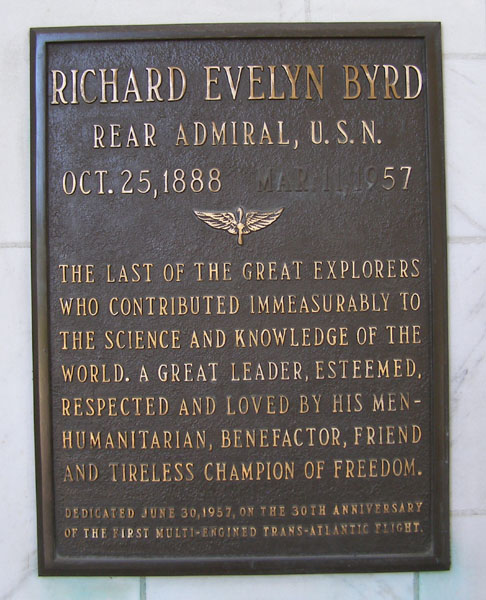 RICHARD EVELYN BYRD
REAR ADMIRAL, U.S.N.
OCT. 25, 1888 MAR. 11, 1957
THE LAST OF THE GREAT EXPLORERS
WHO CONTRIBUTED IMMEASURABLY TO
THE SCIENCE AND KNOWLEDGE OF THE
WORLD. A GREAT LEADER, ESTEEMED,
RESPECTED AND LOVED BY HIS MEN-
HUMANITARIAN, BENEFACTOR, FRIEND
AND TIRELESS CHAMPION OF FREEDOM.
DEDICATED JUNE 30, 1957, ON THE 30TH ANNIVERSARY
OF THE FIRST MULTI-ENGINED TRANS-ATLANTIC FLIGHT.